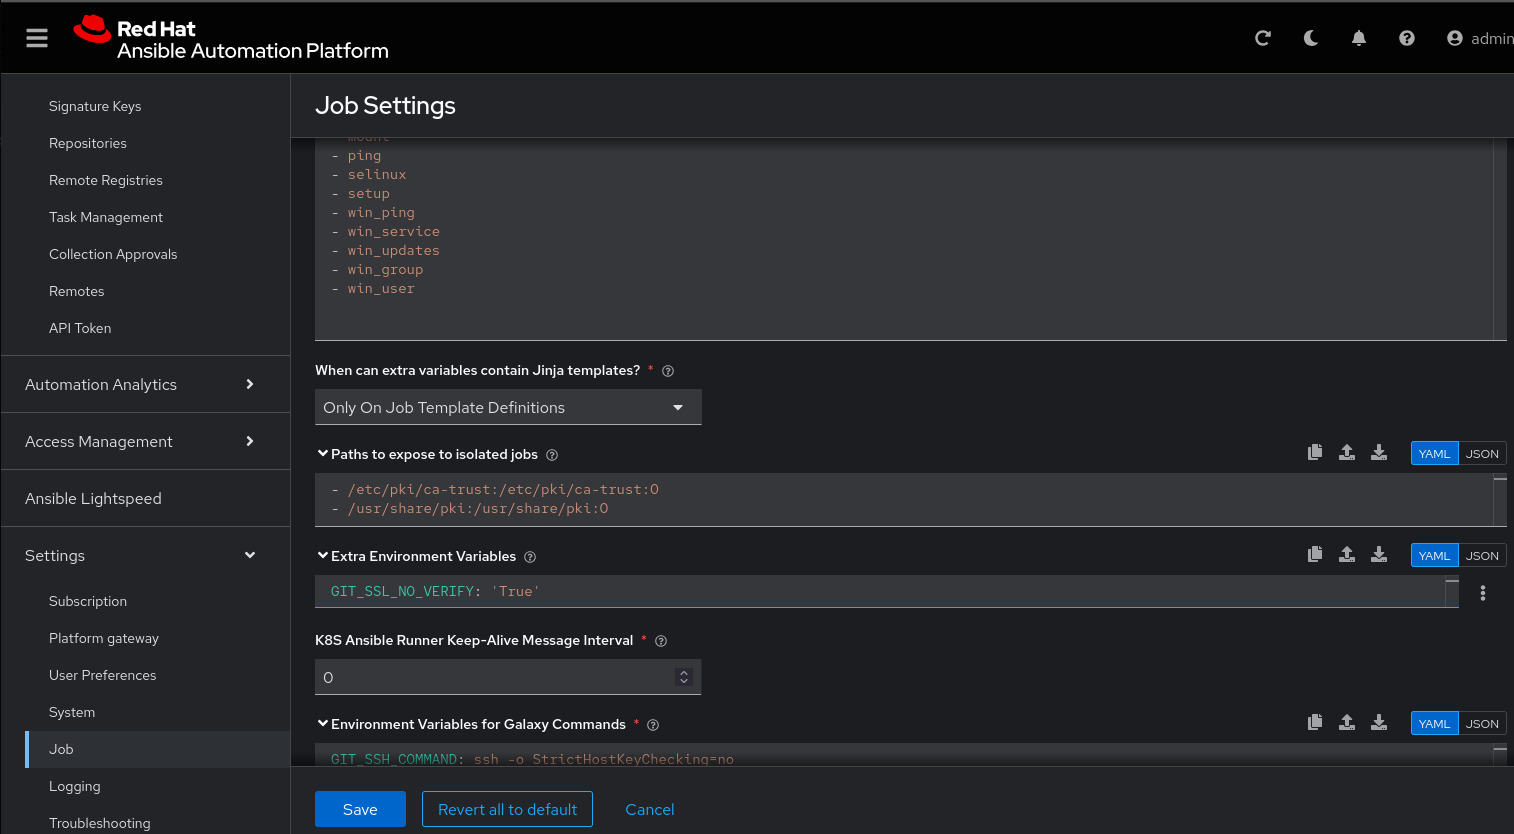 Red Hat
Ansible Automation Platform
admin
Signature Keys
Repositories
Remote Registries
Task Management
Collection Approvals
Remotes
API Token
Automation Analytics
Access Management
Ansible Lightspeed
Settings
Subscription
Platform gateway
User Preferences
System
Job
Logging
Troubleshooting
Job Settings
mount
- ping
- selinux
- setup
- win_ping
- win_service
- win_updates
- win_group
- win_user
When can extra variables contain Jinja templates? *
Only On Job Template Definitions
Paths to expose to isolated jobs
YAML JSON
- /etc/pki/ca-trust:/etc/pki/ca-trust:O
- /usr/share/pki:/usr/share/pki:O
Extra Environment Variables
YAML JSON
GIT_SSL_NO_VERIFY: 'True'
K8S Ansible Runner Keep-Alive Message Interval *
0
Environment Variables for Galaxy Commands *
YAML JSON
GIT_SSH_COMMAND: ssh -o StrictHostKeyChecking=no
Save Revert all to default Cancel